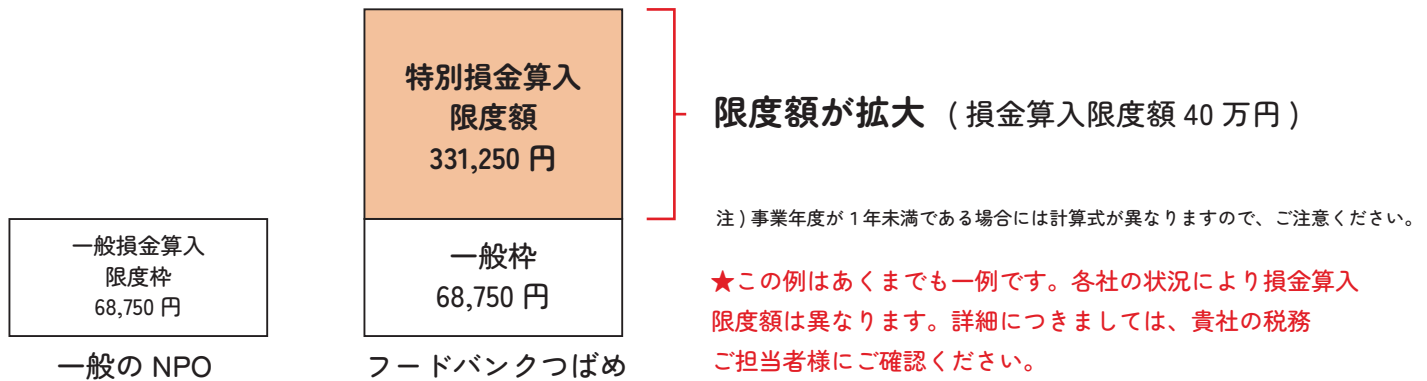 特別損金算入
限度額
331,250 円
限度額が拡大 ( 損金算入限度額 40 万円 )
注 ) 事業年度が 1 年未満である場合には計算式が異なりますので、ご注意ください。
一般損金算入
限度枠
68,750 円
一般枠
68,750 円
★この例はあくまでも一例です。各社の状況により損金算入
限度額は異なります。詳細につきましては、貴社の税務
ご担当者様にご確認ください。
一般の NPO
フードバンクつばめ